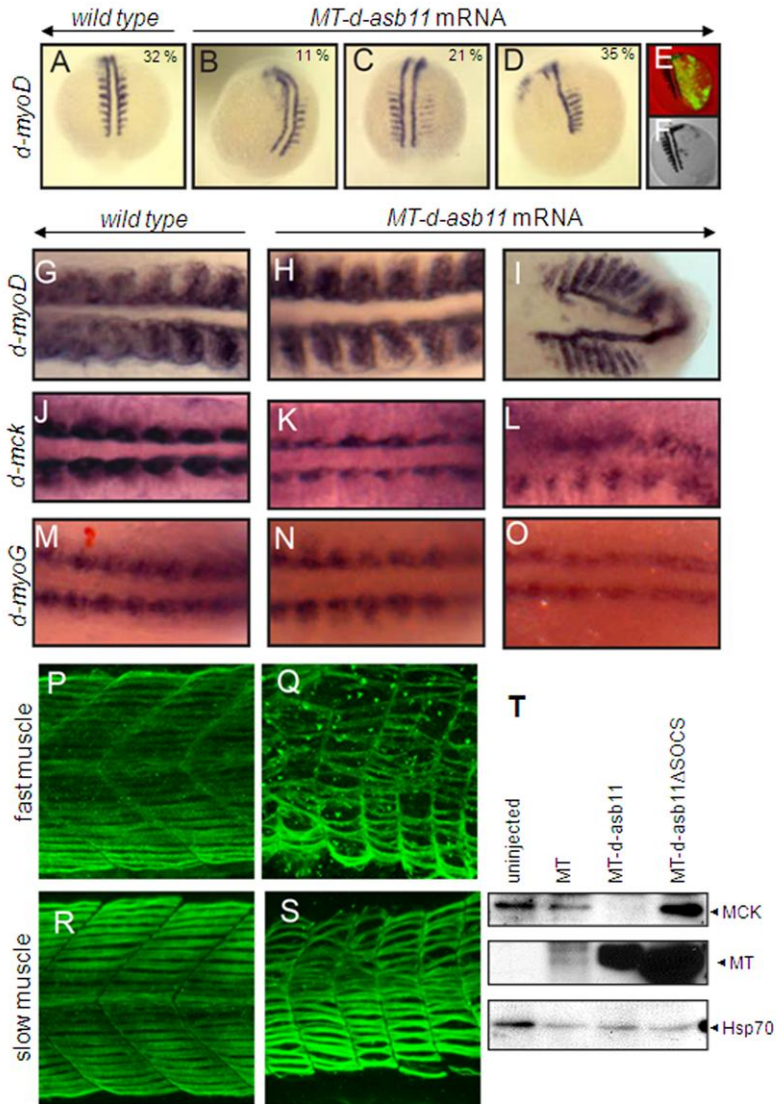 wild type
MT-d-asb11 mRNA
A
32 %
B
11 %
C
21 %
D
35 %
E
F
d-myoD
wild type
MT-d-asb11 mRNA
G
H
I
d-myoD
J
K
L
d-mck
M
N
O
d-myoG
P
Q
fast muscle
R
S
slow muscle
T
uninjected
MT
MT-d-asb11
MT-d-asb11ΔSOCS
MCK
MT
Hsp70